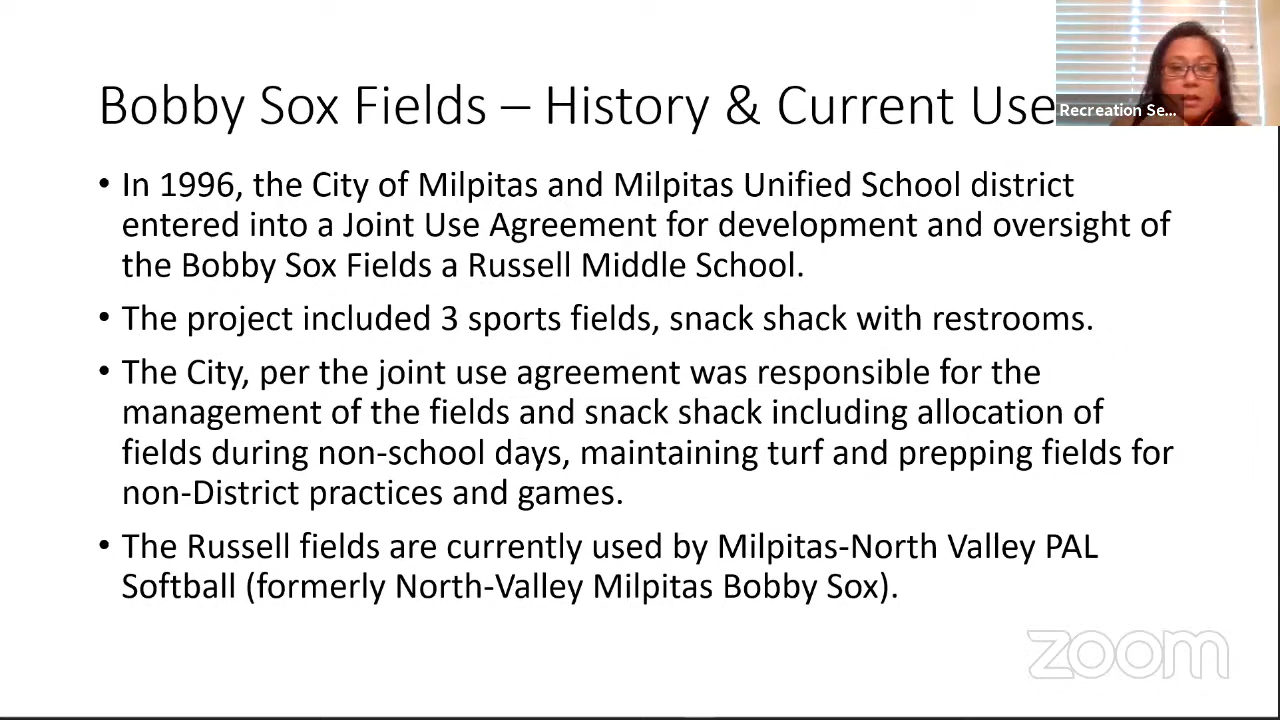 Bobby Sox Fields – History & Current Use
Recreation Se...
• In 1996, the City of Milpitas and Milpitas Unified School district
entered into a Joint Use Agreement for development and oversight of
the Bobby Sox Fields a Russell Middle School.
• The project included 3 sports fields, snack shack with restrooms.
• The City, per the joint use agreement was responsible for the
management of the fields and snack shack including allocation of
fields during non-school days, maintaining turf and prepping fields for
non-District practices and games.
• The Russell fields are currently used by Milpitas-North Valley PAL
Softball (formerly North-Valley Milpitas Bobby Sox).
zoom